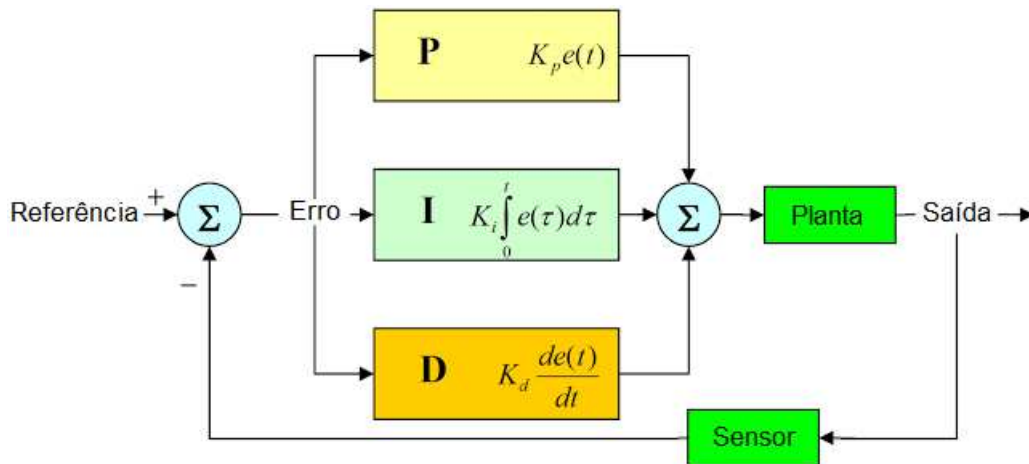 P K_p e(t)
Referência + Σ Erro I K_i ∫_0^t e(τ)dτ Σ Planta Saída
−
D K_d de(t)/dt
Sensor